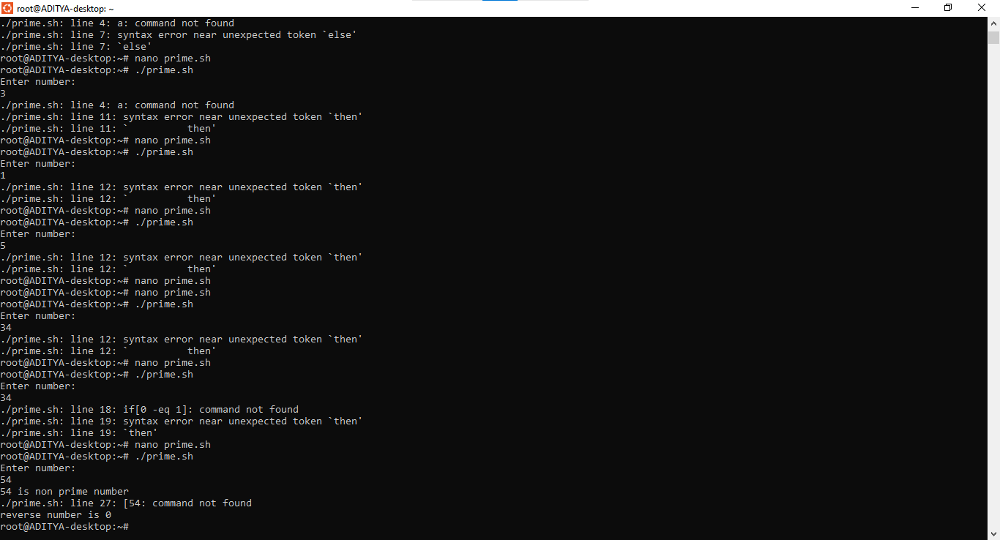 root@ADITYA-desktop: ~
./prime.sh: line 4: a: command not found
./prime.sh: line 7: syntax error near unexpected token `else'
./prime.sh: line 7: `else'
root@ADITYA-desktop:~# nano prime.sh
root@ADITYA-desktop:~# ./prime.sh
Enter number:
3
./prime.sh: line 4: a: command not found
./prime.sh: line 11: syntax error near unexpected token `then'
./prime.sh: line 11: `          then'
root@ADITYA-desktop:~# nano prime.sh
root@ADITYA-desktop:~# ./prime.sh
Enter number:
1
./prime.sh: line 12: syntax error near unexpected token `then'
./prime.sh: line 12: `          then'
root@ADITYA-desktop:~# nano prime.sh
root@ADITYA-desktop:~# ./prime.sh
Enter number:
5
./prime.sh: line 12: syntax error near unexpected token `then'
./prime.sh: line 12: `          then'
root@ADITYA-desktop:~# nano prime.sh
root@ADITYA-desktop:~# nano prime.sh
root@ADITYA-desktop:~# ./prime.sh
Enter number:
34
./prime.sh: line 12: syntax error near unexpected token `then'
./prime.sh: line 12: `          then'
root@ADITYA-desktop:~# nano prime.sh
root@ADITYA-desktop:~# ./prime.sh
Enter number:
34
./prime.sh: line 18: if[0 -eq 1]: command not found
./prime.sh: line 19: syntax error near unexpected token `then'
./prime.sh: line 19: `then'
root@ADITYA-desktop:~# nano prime.sh
root@ADITYA-desktop:~# ./prime.sh
Enter number:
54
54 is non prime number
./prime.sh: line 27: [54: command not found
reverse number is 0
root@ADITYA-desktop:~#